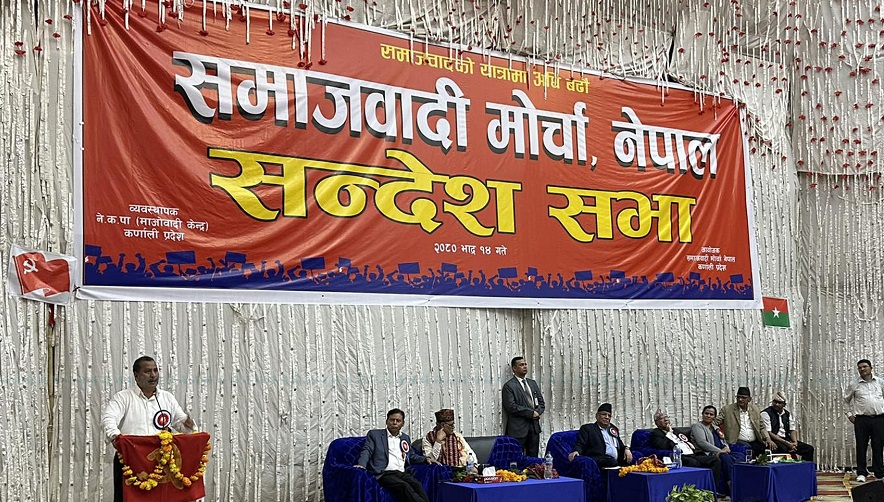 समाजवादको यात्रामा अघि बढौं
समाजवादी मोर्चा, नेपाल
सन्देश सभा
व्यवस्थापक
ने.क.पा (माओवादी केन्द्र)
कर्णाली प्रदेश
२०८० भाद्र १४ गते
आयोजक
समाजवादी मोर्चा नेपाल
कर्णाली प्रदेश